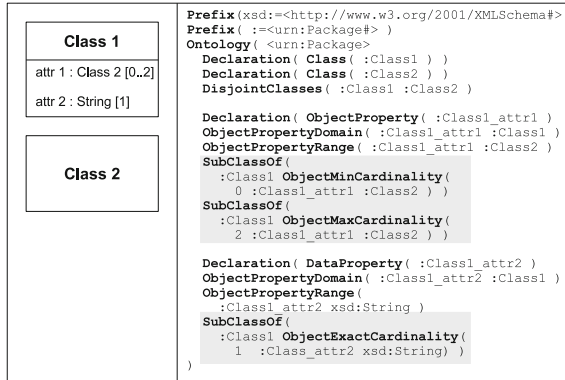 Class 1
attr 1 : Class 2 [0..2]
attr 2 : String [1]
Class 2
Prefix(xsd:=<http://www.w3.org/2001/XMLSchema#>
Prefix( :=<urn:Package#> )
Ontology( <urn:Package>
Declaration( Class( :Class1 ) )
Declaration( Class( :Class2 ) )
DisjointClasses( :Class1 :Class2 )
Declaration( ObjectProperty( :Class1_attr1 )
ObjectPropertyDomain( :Class1_attr1 :Class1 )
ObjectPropertyRange( :Class1_attr1 :Class2 )
SubClassOf(
:Class1 ObjectMinCardinality(
0 :Class1_attr1 :Class2 ) )
SubClassOf(
:Class1 ObjectMaxCardinality(
2 :Class1_attr1 :Class2 ) )
Declaration( DataProperty( :Class1_attr2 )
ObjectPropertyDomain( :Class1_attr2 :Class1 )
ObjectPropertyRange(
:Class1_attr2 xsd:String )
SubClassOf(
:Class1 ObjectExactCardinality(
1 :Class_attr2 xsd:String) )
)